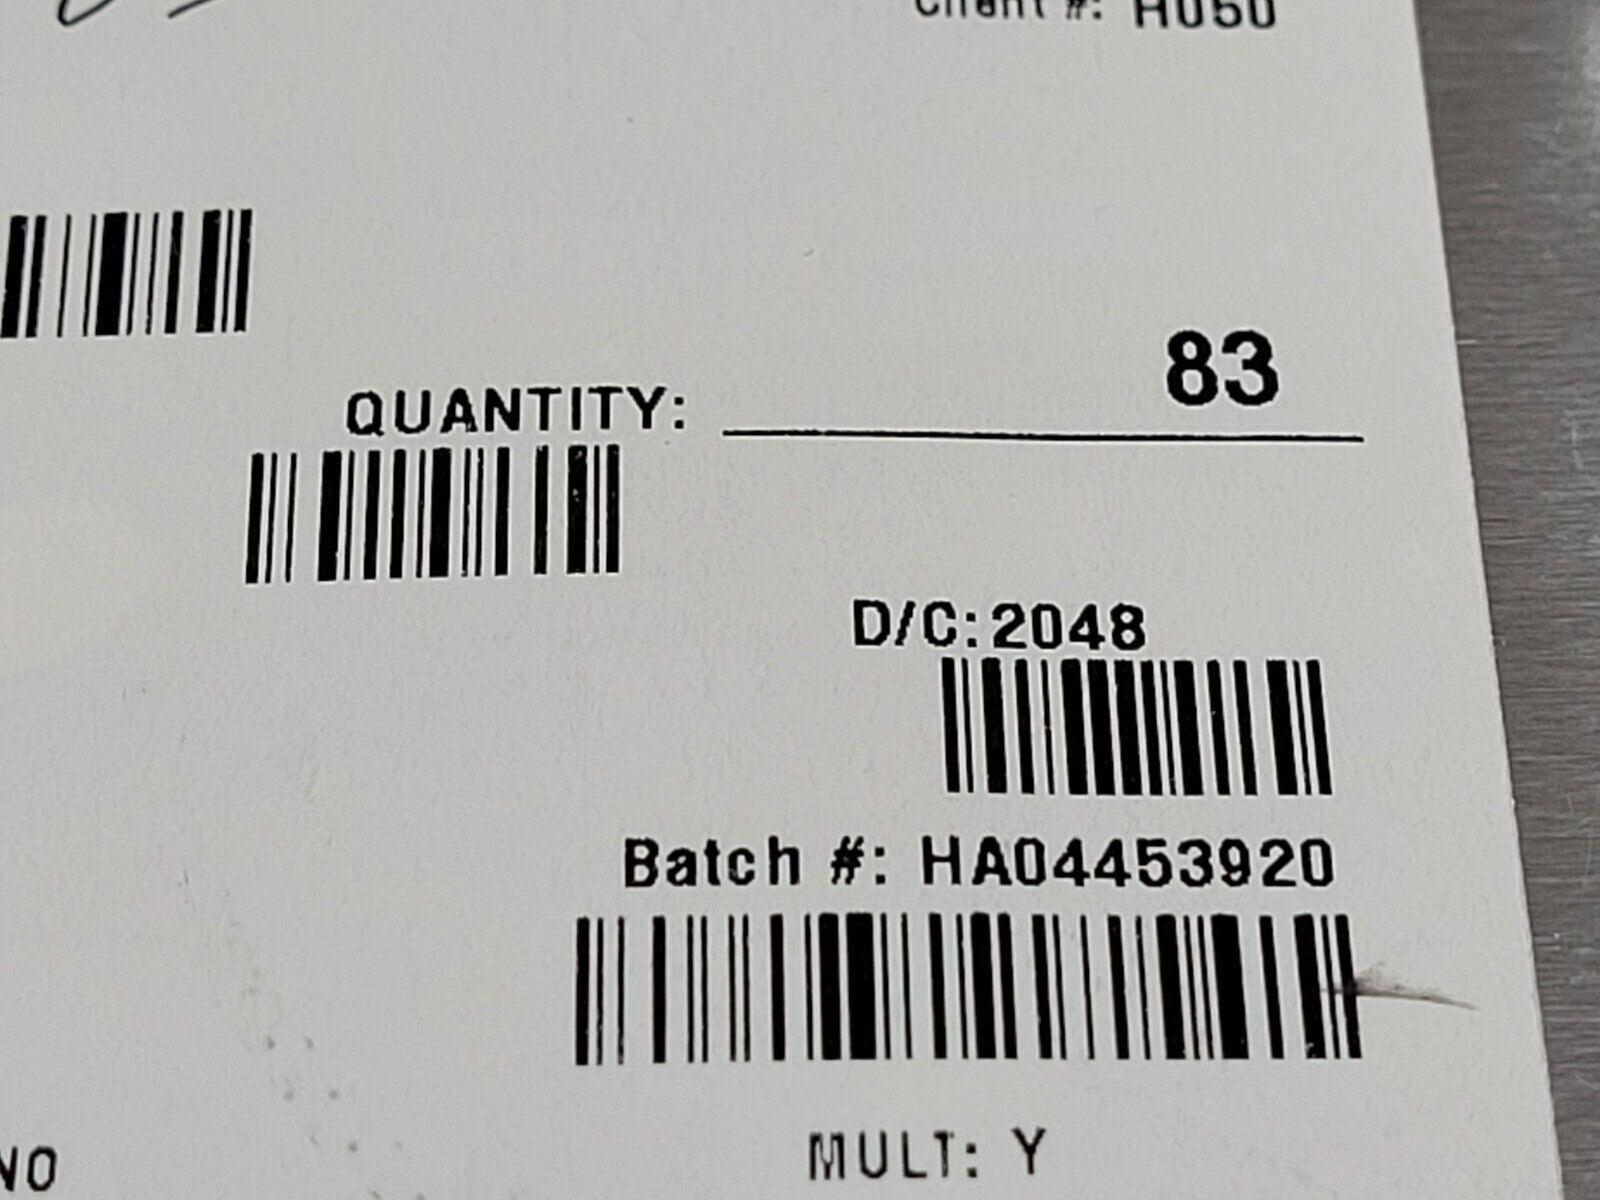 Client #: H050
83
QUANTITY:
D/C:2048
Batch #: HA04453920
NO
MULT: Y